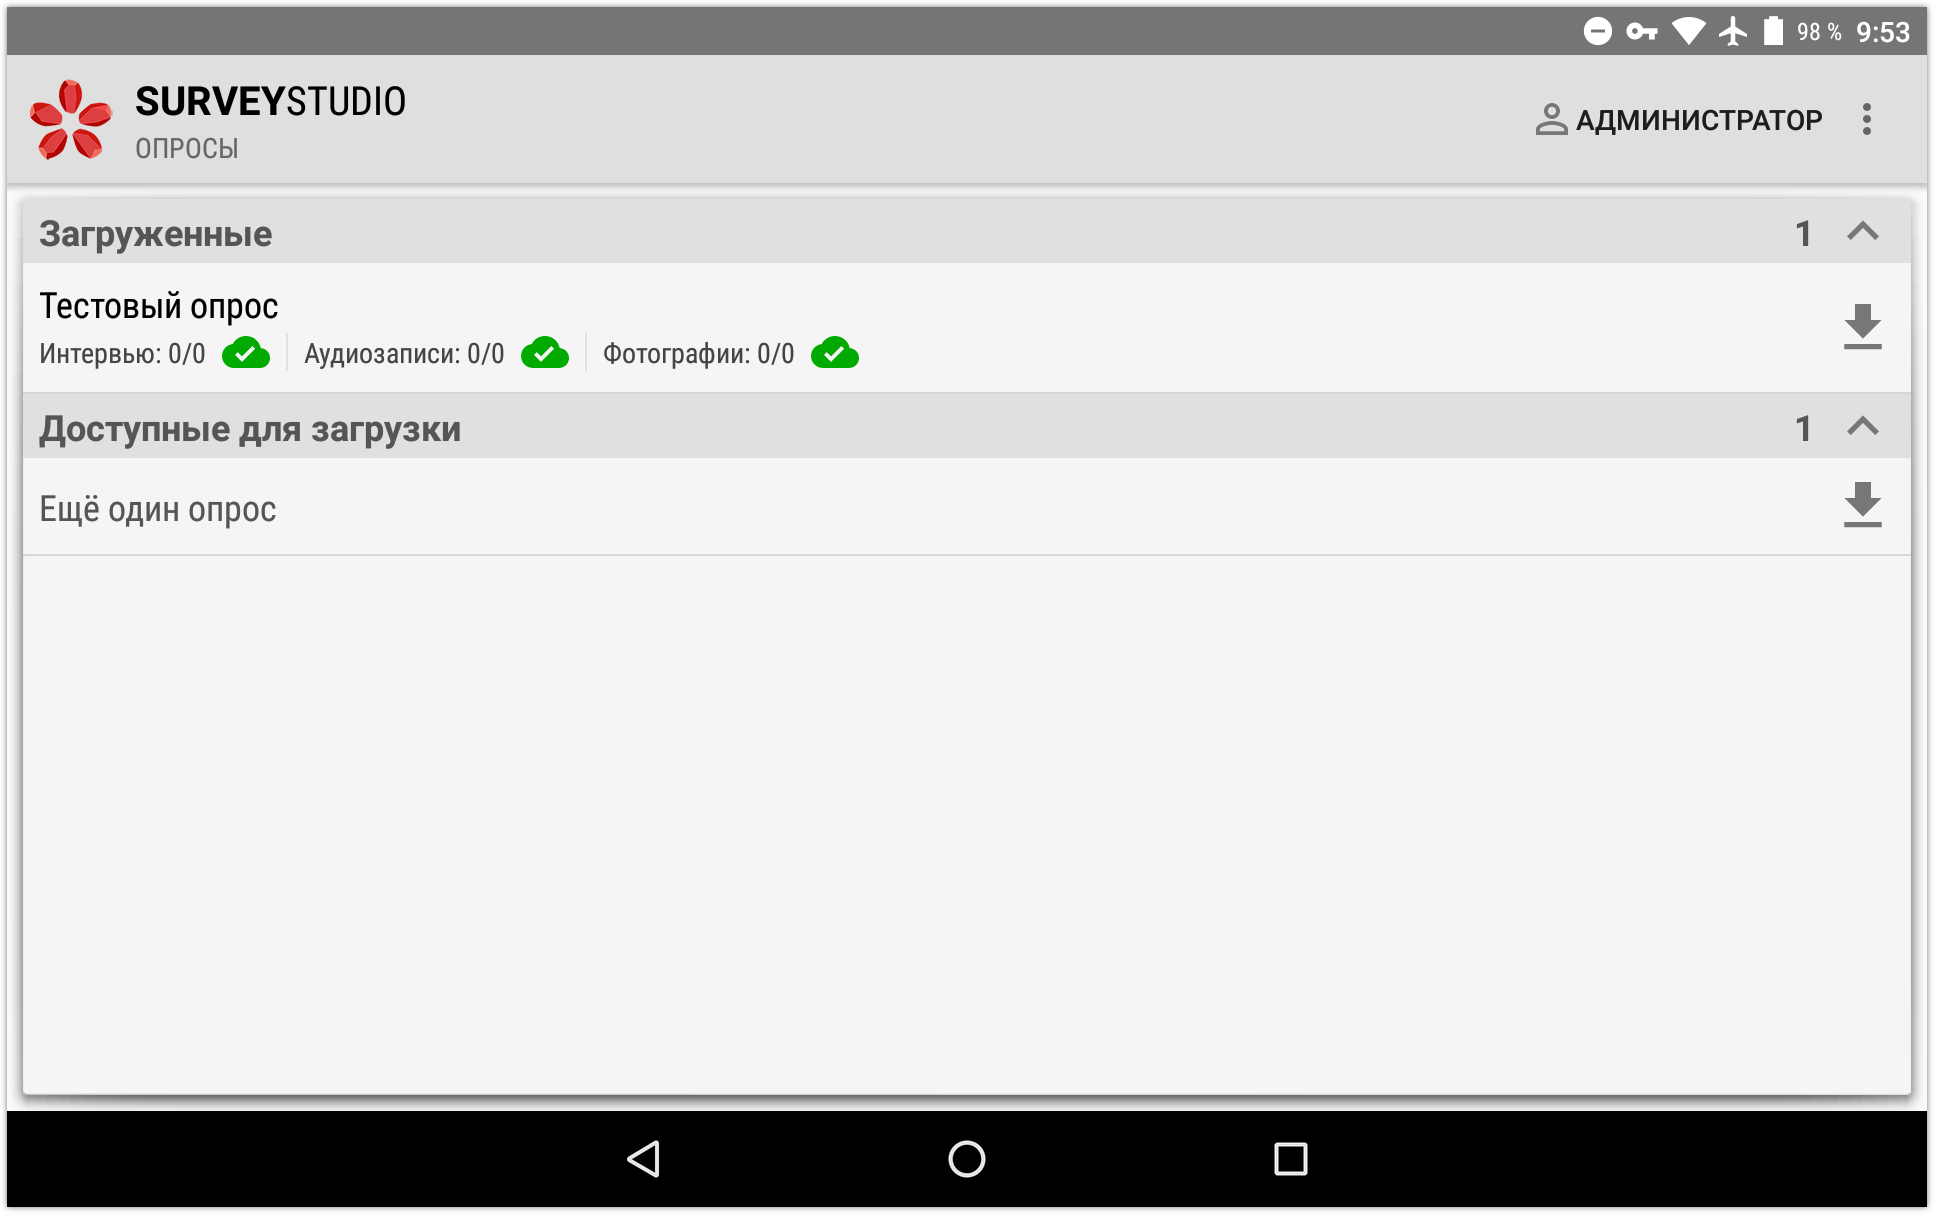 98 % 9:53
SURVEYSTUDIO
ОПРОСЫ
АДМИНИСТРАТОР
Загруженные 1
Тестовый опрос
Интервью: 0/0 Аудиозаписи: 0/0 Фотографии: 0/0
Доступные для загрузки 1
Ещё один опрос